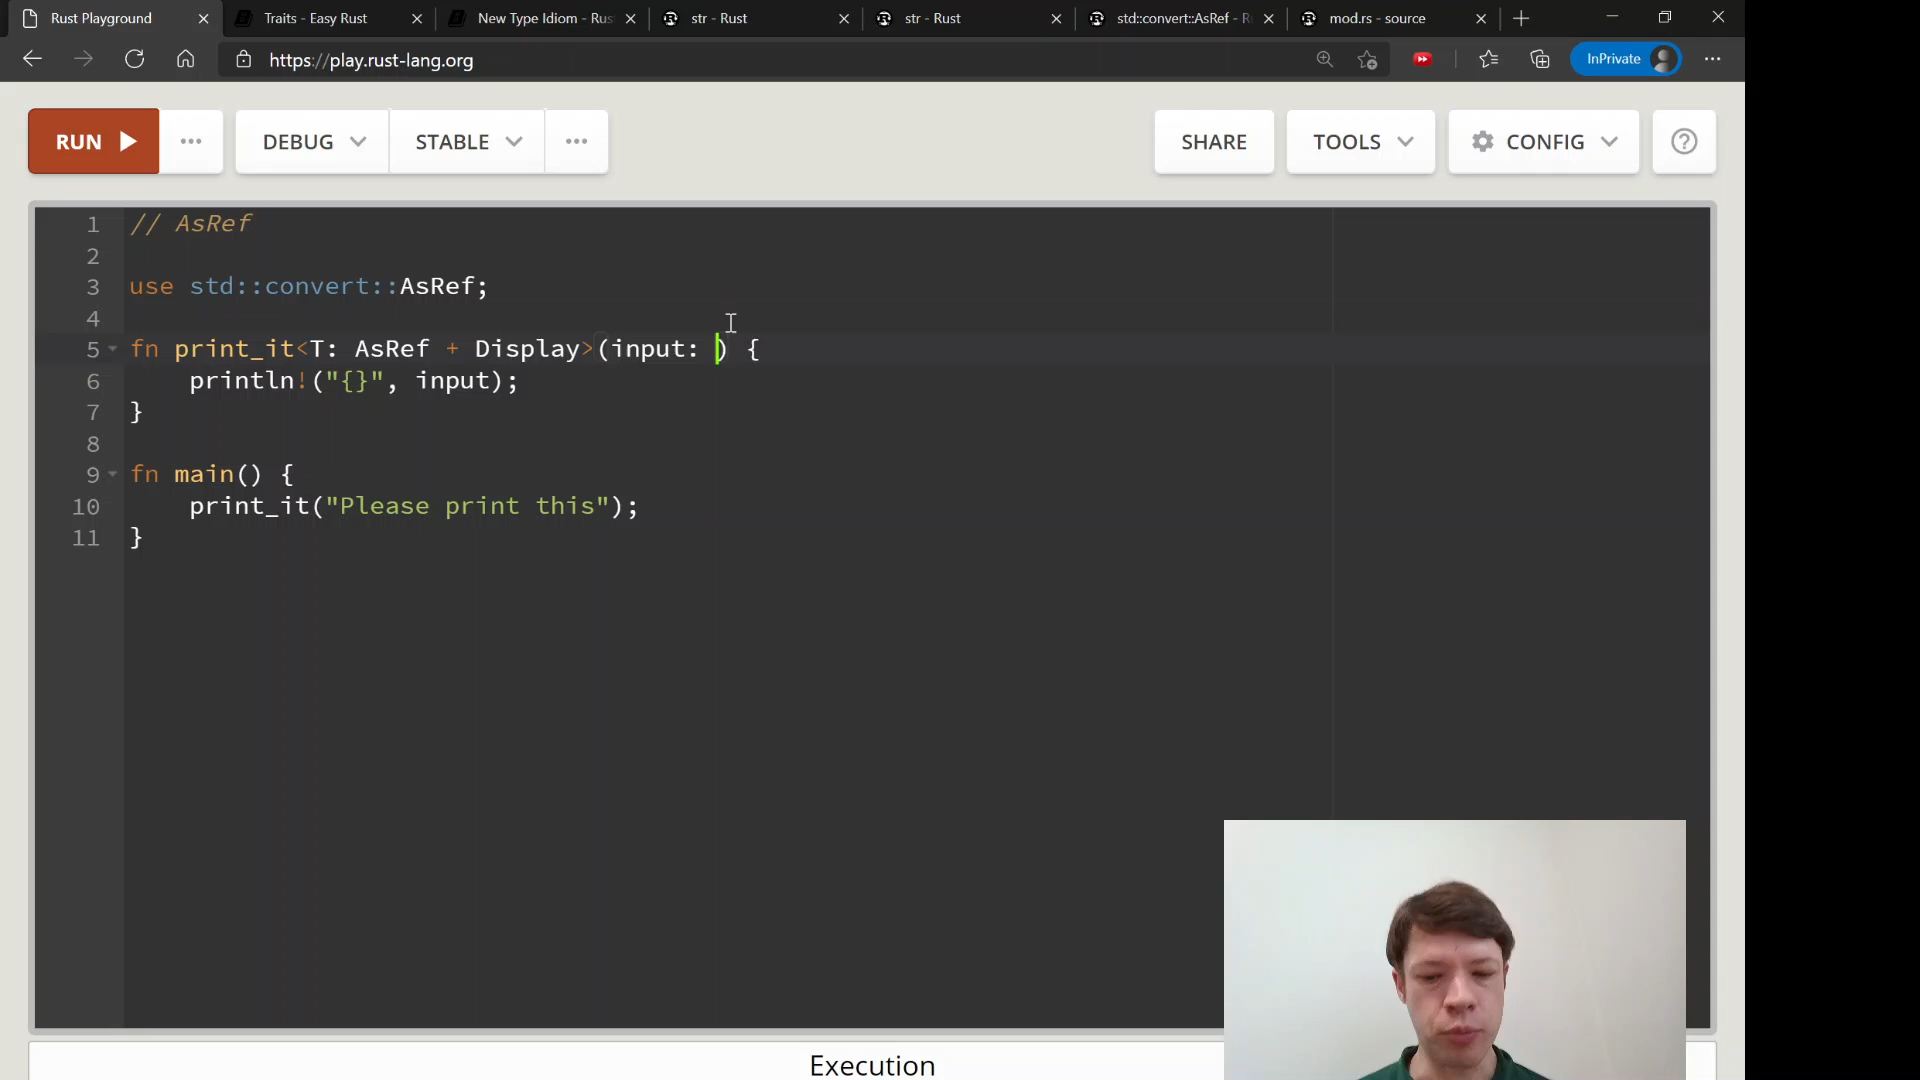 Rust Playground
Traits - Easy Rust
New Type Idiom - Rus
str - Rust
str - Rust
std::convert::AsRef - R
mod.rs - source
https://play.rust-lang.org
InPrivate
RUN
DEBUG
STABLE
SHARE
TOOLS
CONFIG
1 // AsRef
2
3 use std::convert::AsRef;
4
5 fn print_it<T: AsRef + Display>(input: ) {
6 println!("{}", input);
7 }
8
9 fn main() {
10 print_it("Please print this");
11 }
Execution